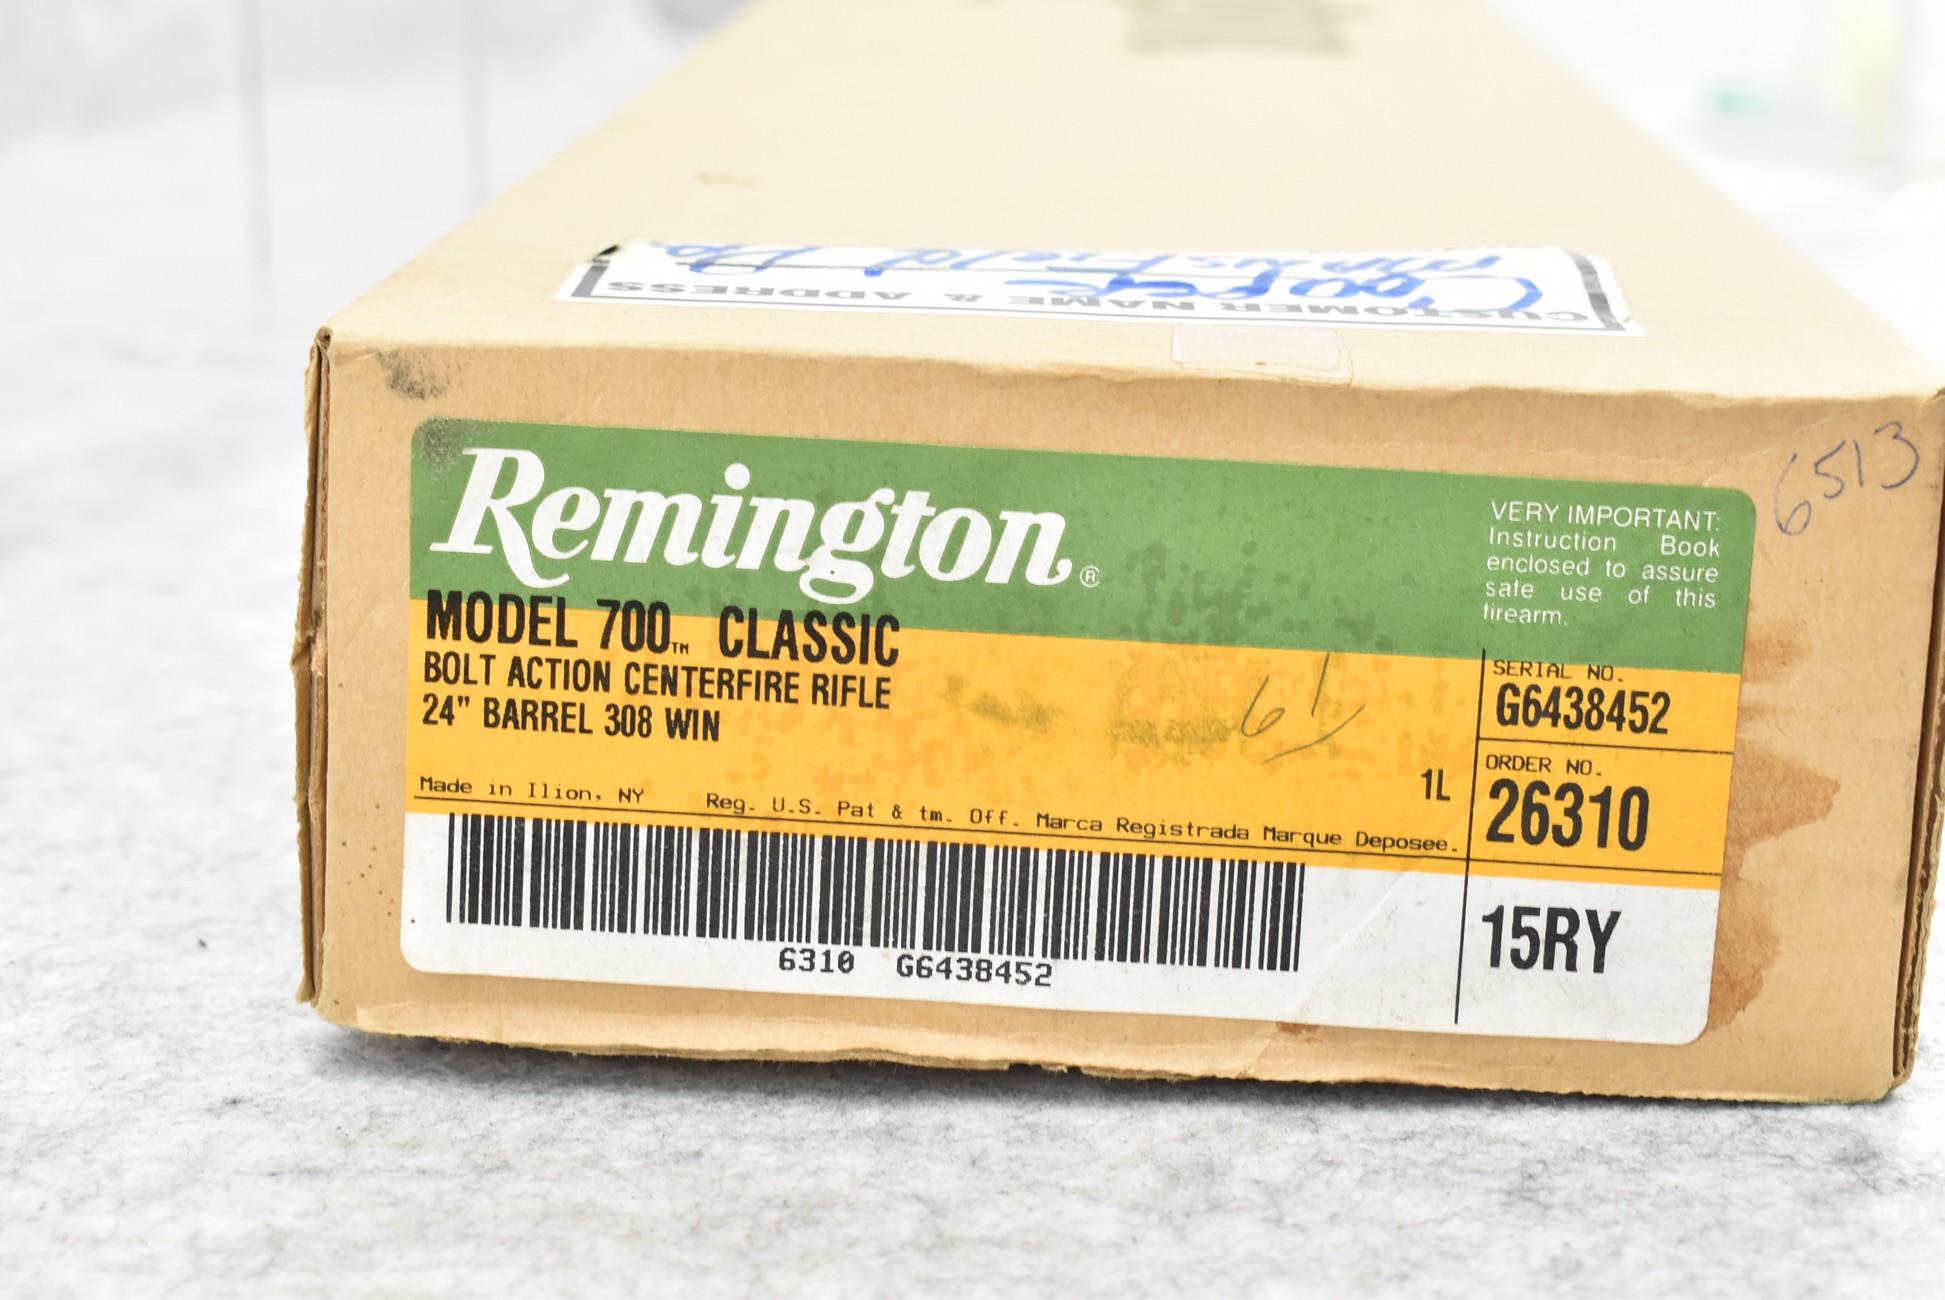 CUSTOMER NAME & ADDRESS
Mansfield Pa
Remington®
MODEL 700™ CLASSIC
BOLT ACTION CENTERFIRE RIFLE
24" BARREL 308 WIN
VERY IMPORTANT:
Instruction Book
enclosed to assure
safe use of this
firearm.
6513
61
SERIAL NO.
G6438452
1L
ORDER NO.
26310
Made in Ilion, NY Reg. U.S. Pat & tm. Off. Marca Registrada Marque Deposee.
15RY
6310 G6438452